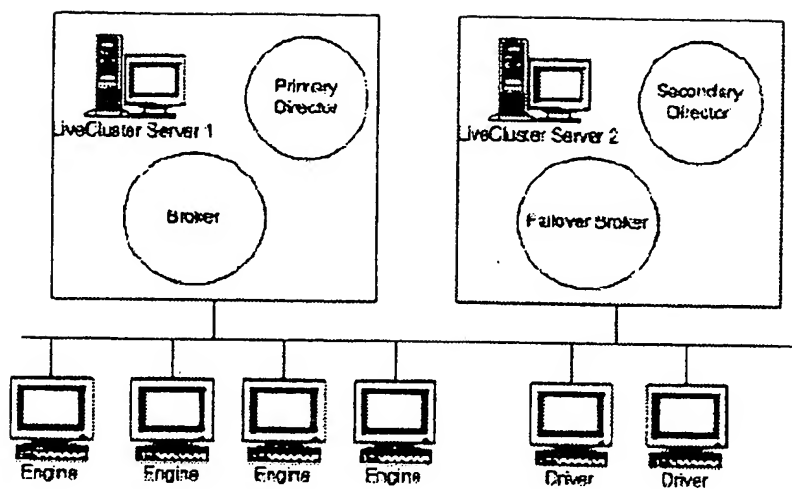 Primary
Director
LiveCluster Server 1
Broker
Secondary
Director
LiveCluster Server 2
Failover Broker
Engine
Engine
Engine
Engine
Driver
Driver